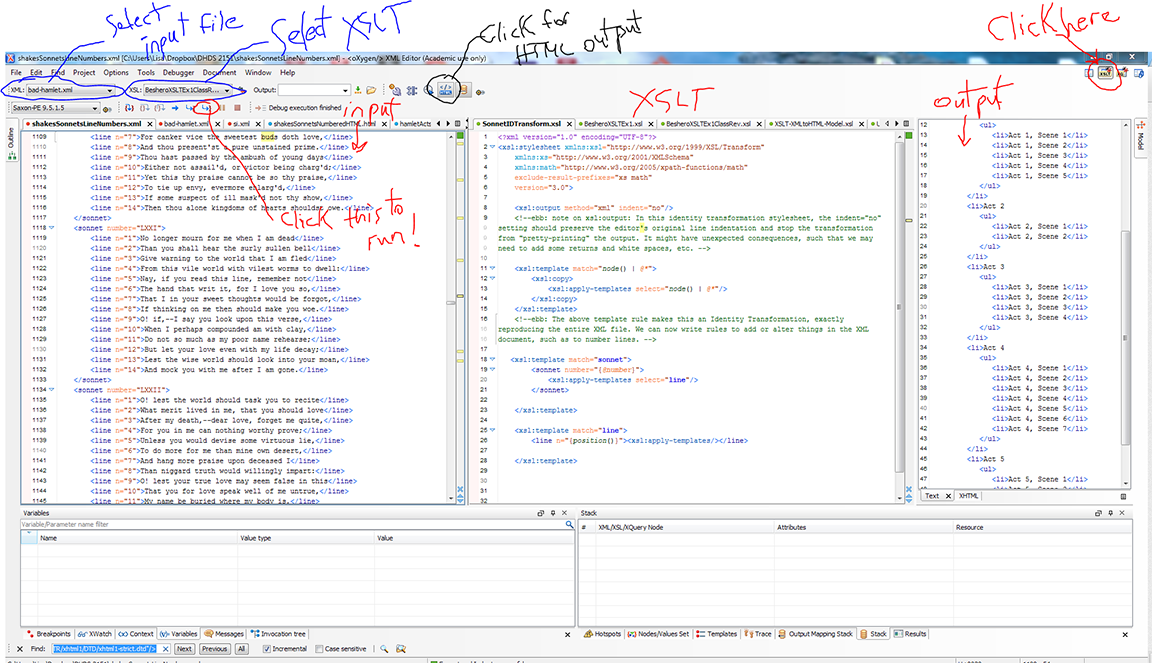 Select
input file
Select XSLT
Click for
HTML output
Click here
shakesSonnetsLineNumbers.xml [C:\Users\Lisa\Dropbox\DHDS 2151\shakesSonnetsLineNumbers.xml] - <oXygen/> XML Editor (Academic use only)
File Edit Find Project Options Tools Debugger Document Window Help
XML: bad-hamlet.xml XSL: BesheroXSLTEx1ClassR... Output:
Saxon-PE 9.5.1.5 Debug execution finished
input
XSLT
output
shakesSonnetsLineNumbers.xml bad-hamlet.xml si.xml shakesSonnetsNumberedHTML.html hamletActs
SonnetIDTransform.xsl BesheroXSLTEx1.xsl BesheroXSLTEx1ClassRev.xsl XSLT-XMLtoHTML-Model.xsl
Outline
Model
1109 <line n="7">For canker vice the sweetest buds doth love,</line>
1110 <line n="8">And thou present'st a pure unstained prime.</line>
1111 <line n="9">Thou hast passed by the ambush of young days
1112 <line n="10">Either not assail'd, or victor being charg'd;
1113 <line n="11">Yet this thy praise cannot be so thy praise,
1114 <line n="12">To tie up envy, evermore enlarg'd,
1115 <line n="13">If some suspect of ill mask'd not thy show,
1116 <line n="14">Then thou alone kingdoms of hearts shouldst owe.
1117 </sonnet>
Click this to
run!
1118 <sonnet number="LXXI">
1119 <line n="1">No longer mourn for me when I am dead</line>
1120 <line n="2">Than you shall hear the surly sullen bell</line>
1121 <line n="3">Give warning to the world that I am fled
1122 <line n="4">From this vile world with vilest worms to dwell:</line>
1123 <line n="5">Nay, if you read this line, remember not</line>
1124 <line n="6">The hand that writ it, for I love you so,</line>
1125 <line n="7">That I in your sweet thoughts would be forgot,</line>
1126 <line n="8">If thinking on me then should make you woe.</line>
1127 <line n="9">O! if,--I say you look upon this verse,</line>
1128 <line n="10">When I perhaps compounded am with clay,</line>
1129 <line n="11">Do not so much as my poor name rehearse;</line>
1130 <line n="12">But let your love even with my life decay;</line>
1131 <line n="13">Lest the wise world should look into your moan,</line>
1132 <line n="14">And mock you with me after I am gone.</line>
1133 </sonnet>
1134 <sonnet number="LXXII">
1135 <line n="1">O! lest the world should task you to recite</line>
1136 <line n="2">What merit lived in me, that you should love</line>
1137 <line n="3">After my death,--dear love, forget me quite,</line>
1138 <line n="4">For you in me can nothing worthy prove;</line>
1139 <line n="5">Unless you would devise some virtuous lie,</line>
1140 <line n="6">To do more for me than mine own desert,</line>
1141 <line n="7">And hang more praise upon deceased I</line>
1142 <line n="8">Than niggard truth would willingly impart:</line>
1143 <line n="9">O! lest your true love may seem false in this</line>
1144 <line n="10">That you for love speak well of me untrue,</line>
1145 <line n="11">My name be buried where my body is,</line>
1 <?xml version="1.0" encoding="UTF-8"?>
2 <xsl:stylesheet xmlns:xsl="http://www.w3.org/1999/XSL/Transform"
3 xmlns:xs="http://www.w3.org/2001/XMLSchema"
4 xmlns:math="http://www.w3.org/2005/xpath-functions/math"
5 exclude-result-prefixes="xs math"
6 version="3.0">
7
8 <xsl:output method="xml" indent="no"/>
9 <!--ebb: note on xsl:output: In this identity transformation stylesheet, the indent="no"
setting should preserve the editor's original line indentation and stop the transformation
from "pretty-printing" the output. It might have unexpected consequences, such that we may
need to add some returns and white spaces, etc. -->
10
11 <xsl:template match="node() | @*">
12 <xsl:copy>
13 <xsl:apply-templates select="node() | @*"/>
14 </xsl:copy>
15 </xsl:template>
16 <!--ebb: The above template rule makes this an Identity Transformation, exactly
reproducing the entire XML file. We can now write rules to add or alter things in the XML
document, such as to number lines. -->
17
18 <xsl:template match="sonnet">
19 <sonnet number="{@number}">
20 <xsl:apply-templates select="line"/>
21 </sonnet>
22
23 </xsl:template>
24
25 <xsl:template match="line">
26 <line n="{position()}"><xsl:apply-templates/></line>
27
28 </xsl:template>
29
30
31
32
12 <ul>
13 <li>Act 1, Scene 1</li>
14 <li>Act 1, Scene 2</li>
15 <li>Act 1, Scene 3</li>
16 <li>Act 1, Scene 4</li>
17 <li>Act 1, Scene 5</li>
18 </ul>
19 </li>
20 <li>Act 2
21 <ul>
22 <li>Act 2, Scene 1</li>
23 <li>Act 2, Scene 2</li>
24 </ul>
25 </li>
26 <li>Act 3
27 <ul>
28 <li>Act 3, Scene 1</li>
29 <li>Act 3, Scene 2</li>
30 <li>Act 3, Scene 3</li>
31 <li>Act 3, Scene 4</li>
32 </ul>
33 </li>
34 <li>Act 4
35 <ul>
36 <li>Act 4, Scene 1</li>
37 <li>Act 4, Scene 2</li>
38 <li>Act 4, Scene 3</li>
39 <li>Act 4, Scene 4</li>
40 <li>Act 4, Scene 5</li>
41 <li>Act 4, Scene 6</li>
42 <li>Act 4, Scene 7</li>
43 </ul>
44 </li>
45 <li>Act 5
46 <ul>
47 <li>Act 5, Scene 1</li>
Text XHTML
Variables
Variable/Parameter name filter
Name Value type Value
Stack
# XML/XSL/XQuery Node Attributes Resource
Breakpoints XWatch Context Variables Messages Invocation tree
Hotspots Nodes/Values Set Templates Trace Output Mapping Stack Stack Results
Find: TR/xhtml1/DTD/xhtml1-strict.dtd"/> Next Previous All Incremental Case sensitive